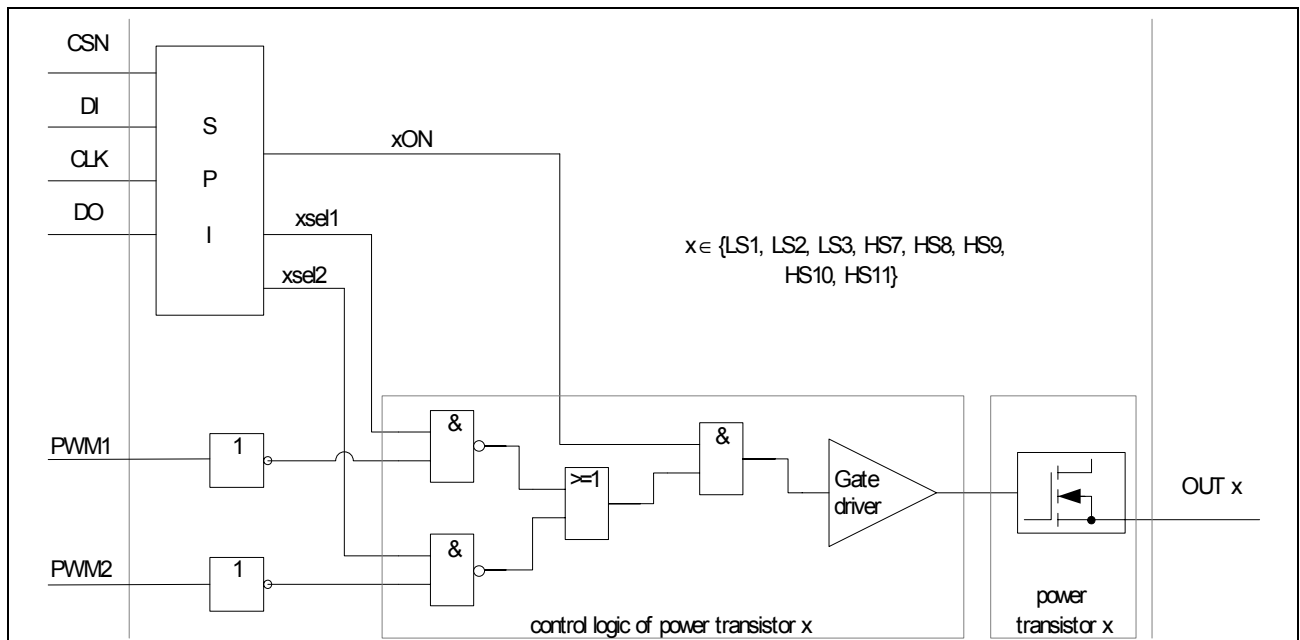 CSN
DI
CLK
DO
S
P
I
xON
xsel1
xsel2
x ∈ {LS1, LS2, LS3, HS7, HS8, HS9,
HS10, HS11}
PWM1
1
&
>=1
&
Gate
driver
OUT x
PWM2
1
&
control logic of power transistor x
power
transistor x